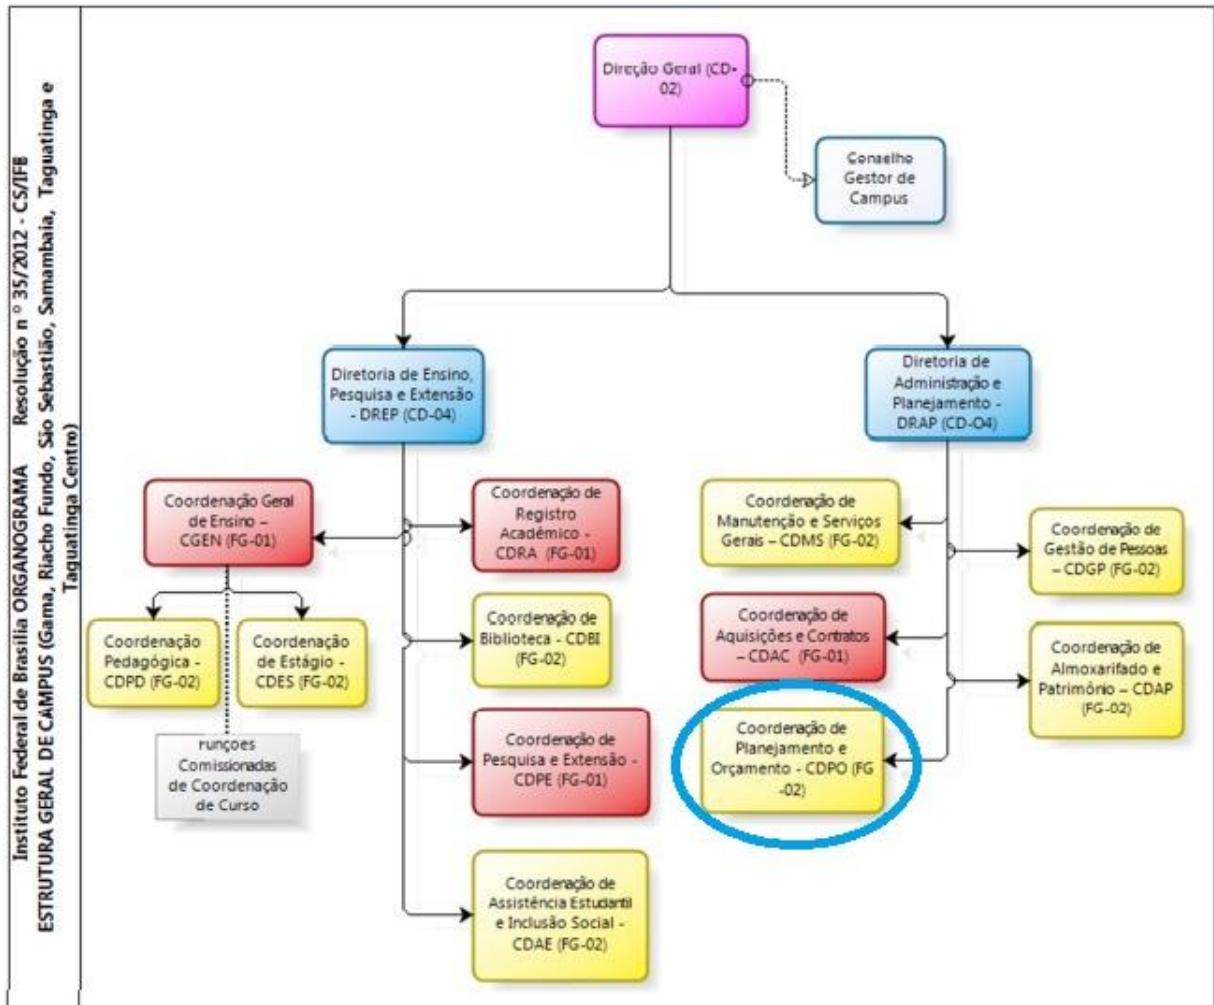 Instituto Federal de Brasília ORGANOGRAMA Resolução n º 35/2012 - CS/IFB
ESTRUTURA GERAL DE CAMPUS (Gama, Riacho Fundo, São Sebastião, Samambaia, Taguatinga e
Taguatinga Centro)
Direção Geral (CD-
02)
Conselho
Gestor de
Campus
Diretoria de Ensino,
Pesquisa e Extensão
- DREP (CD-04)
Diretoria de
Administração e
Planejamento -
DRAP (CD-O4)
Coordenação Geral
de Ensino –
CGEN (FG-01)
Coordenação de
Registro
Acadêmico -
CDRA (FG-01)
Coordenação de
Manutenção e Serviços
Gerais – CDMS (FG-02)
Coordenação de
Gestão de Pessoas
– CDGP (FG-02)
Coordenação
Pedagógica -
CDPD (FG-02)
Coordenação
de Estágio -
CDES (FG-02)
Coordenação de
Biblioteca - CDBI
(FG-02)
Coordenação de
Aquisições e Contratos
– CDAC (FG-01)
Coordenação de
Almoxarifado e
Patrimônio – CDAP
(FG-02)
Funções
Comissionadas
de Coordenação
de Curso
Coordenação de
Pesquisa e Extensão -
CDPE (FG-01)
Coordenação de
Planejamento e
Orçamento - CDPO (FG
-02)
Coordenação de
Assistência Estudantil
e Inclusão Social -
CDAE (FG-02)